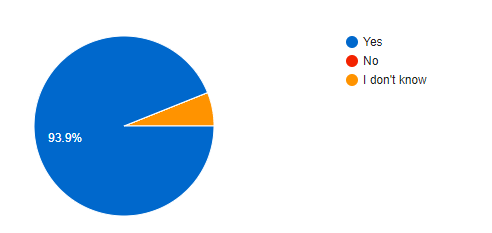 Yes
No
I don't know
93.9%